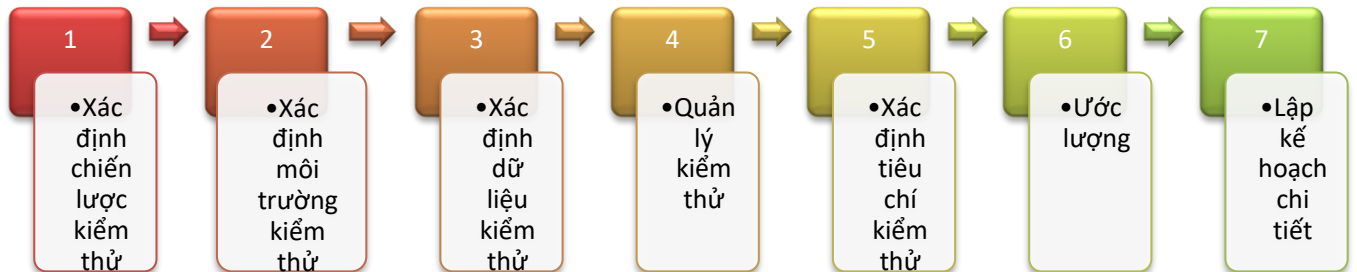 1
•Xác
định
chiến
lược
kiểm
thử
2
•Xác
định
môi
trường
kiểm
thử
3
•Xác
định
dữ
liệu
kiểm
thử
4
•Quản
lý
kiểm
thử
5
•Xác
định
tiêu
chí
kiểm
thử
6
•Ước
lượng
7
•Lập
kế
hoạch
chi
tiết